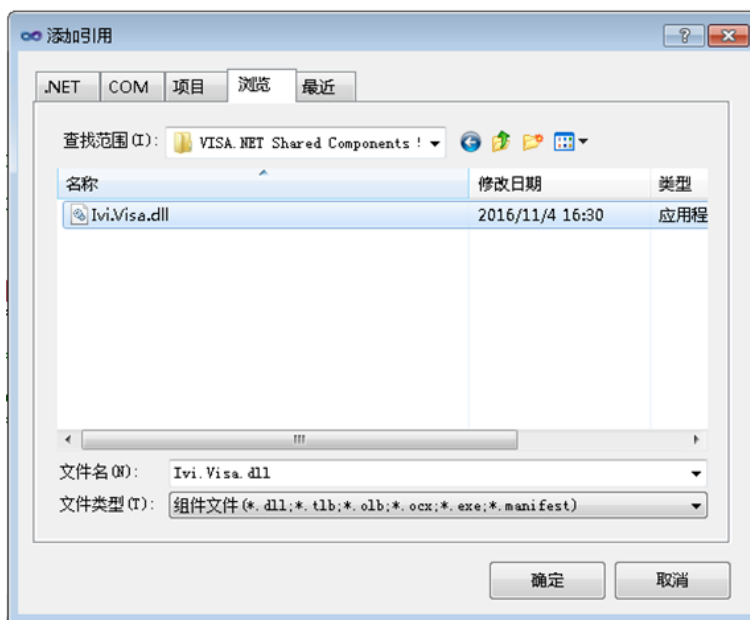 添加引用
.NET COM 项目 浏览 最近
查找范围(I): VISA.NET Shared Components !
名称 修改日期 类型
Ivi.Visa.dll 2016/11/4 16:30 应用程
文件名(N): Ivi.Visa.dll
文件类型(T): 组件文件(*.dll;*.tlb;*.olb;*.ocx;*.exe;*.manifest)
确定 取消